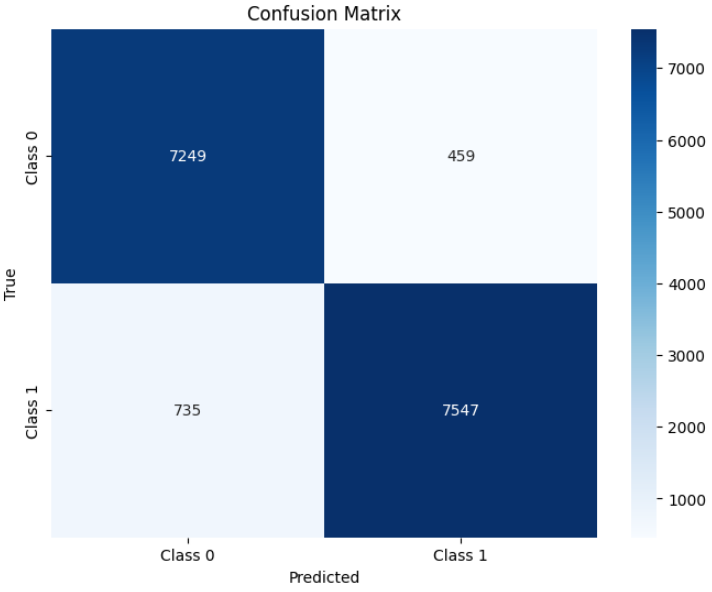 Confusion Matrix
Class 0
7249
459
True
Class 1
735
7547
Class 0
Class 1
Predicted
7000
6000
5000
4000
3000
2000
1000